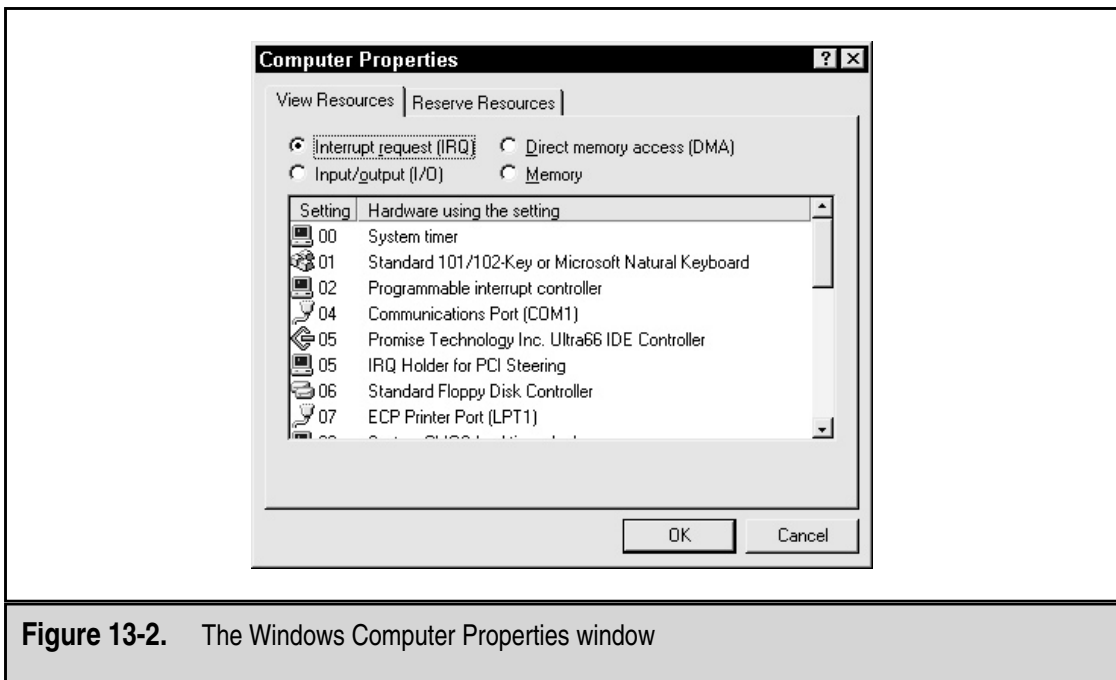 Computer Properties
View Resources Reserve Resources
Interrupt request (IRQ) Direct memory access (DMA)
Input/output (I/O) Memory
Setting Hardware using the setting
00 System timer
01 Standard 101/102-Key or Microsoft Natural Keyboard
02 Programmable interrupt controller
04 Communications Port (COM1)
05 Promise Technology Inc. Ultra66 IDE Controller
05 IRQ Holder for PCI Steering
06 Standard Floppy Disk Controller
07 ECP Printer Port (LPT1)
OK Cancel
Figure 13-2. The Windows Computer Properties window